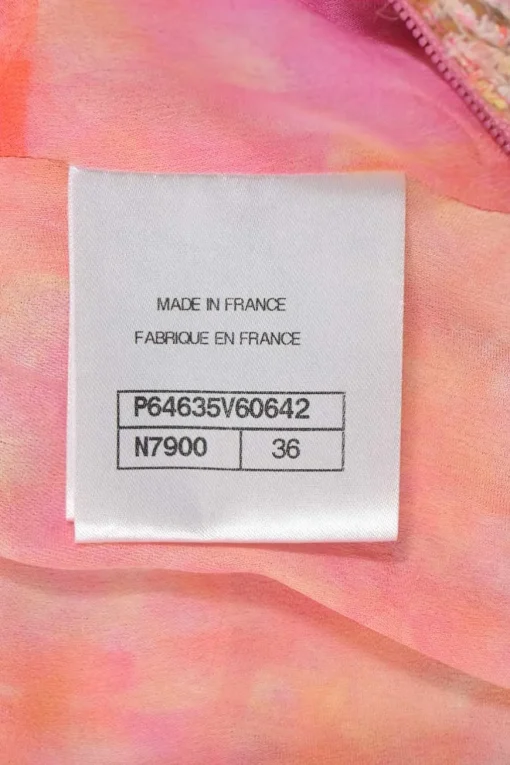 MADE IN FRANCE
FABRIQUE EN FRANCE
P64635V60642
N7900 36